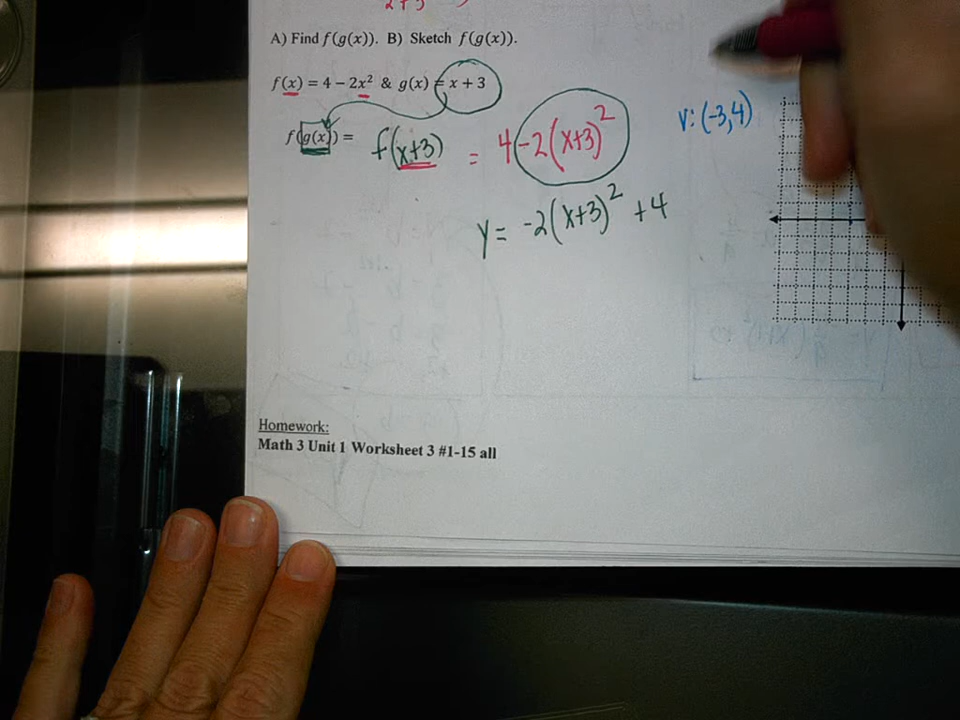 A) Find f(g(x)). B) Sketch f(g(x)).
f(x) = 4 − 2x² & g(x) = x + 3
f(g(x)) = f(x+3) = 4-2(x+3)²
v: (-3,4)
y = -2(x+3)² + 4
Homework:
Math 3 Unit 1 Worksheet 3 #1-15 all